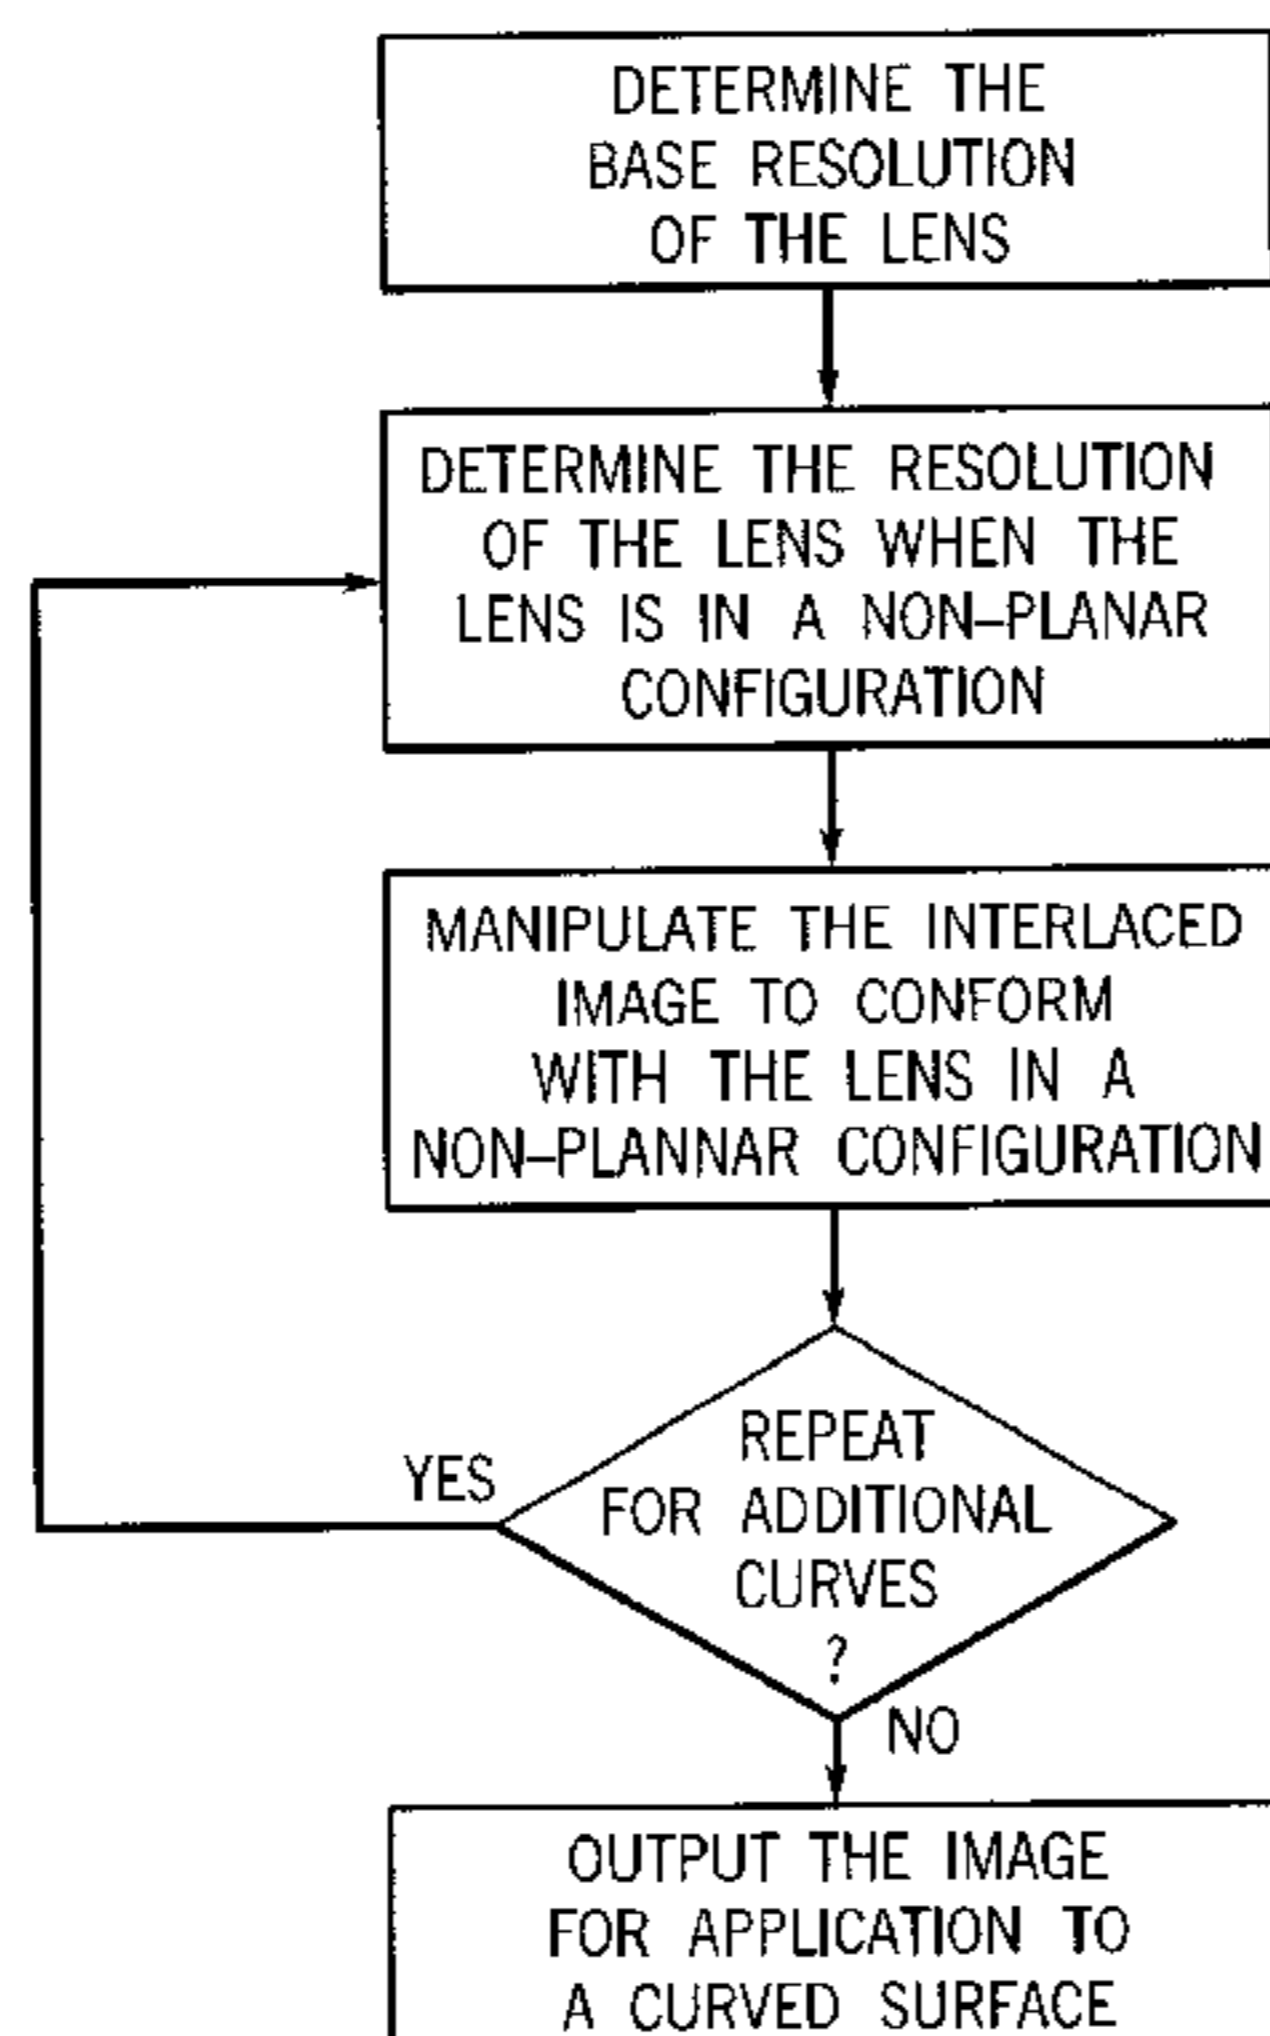 DETERMINE THE
BASE RESOLUTION
OF THE LENS
DETERMINE THE RESOLUTION
OF THE LENS WHEN THE
LENS IS IN A NON-PLANAR
CONFIGURATION
MANIPULATE THE INTERLACED
IMAGE TO CONFORM
WITH THE LENS IN A
NON-PLANNAR CONFIGURATION
REPEAT
FOR ADDITIONAL
CURVES
?
YES
NO
OUTPUT THE IMAGE
FOR APPLICATION TO
A CURVED SURFACE